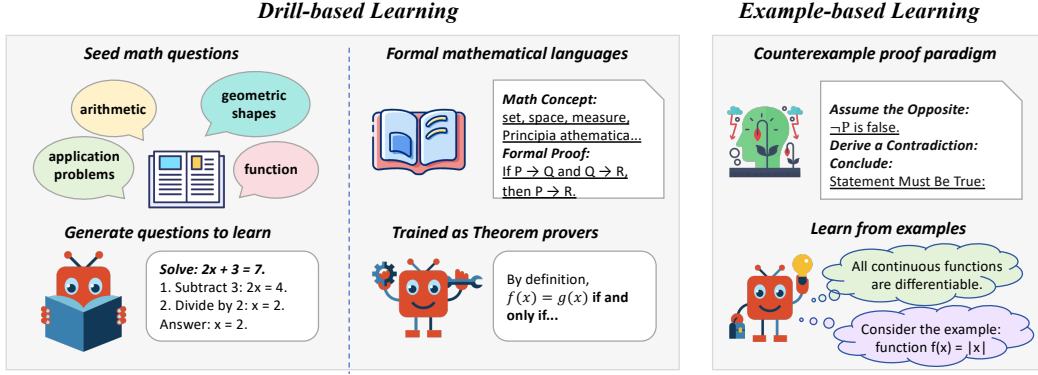 Drill-based Learning
Example-based Learning
Seed math questions
arithmetic
geometric
shapes
application
problems
function
Generate questions to learn
Solve: 2x + 3 = 7.
1. Subtract 3: 2x = 4.
2. Divide by 2: x = 2.
Answer: x = 2.
Formal mathematical languages
Math Concept:
set, space, measure,
Principia athematica...
Formal Proof:
If P → Q and Q → R,
then P → R.
Trained as Theorem provers
By definition,
f(x) = g(x) if and
only if...
Counterexample proof paradigm
Assume the Opposite:
¬P is false.
Derive a Contradiction:
Conclude:
Statement Must Be True:
Learn from examples
All continuous functions
are differentiable.
Consider the example:
function f(x) = |x|